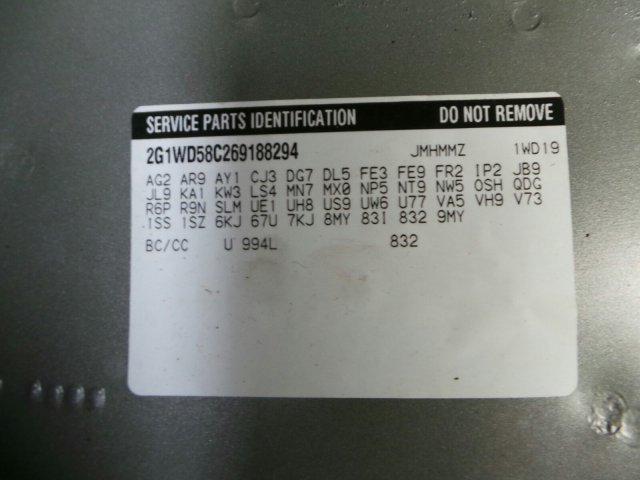 SERVICE PARTS IDENTIFICATION DO NOT REMOVE
2G1WD58C269188294 JMHMMZ 1WD19
AG2 AR9 AY1 CJ3 DG7 DL5 FE3 FE9 FR2 IP2 JB9
JL9 KA1 KW3 LS4 MN7 MX0 NP5 NT9 NW5 OSH QDG
R6P R9N SLM UE1 UH8 US9 UW6 U77 VA5 VH9 V73
1SS 1SZ 6KJ 67U 7KJ 8MY 83I 832 9MY
BC/CC U 994L 832